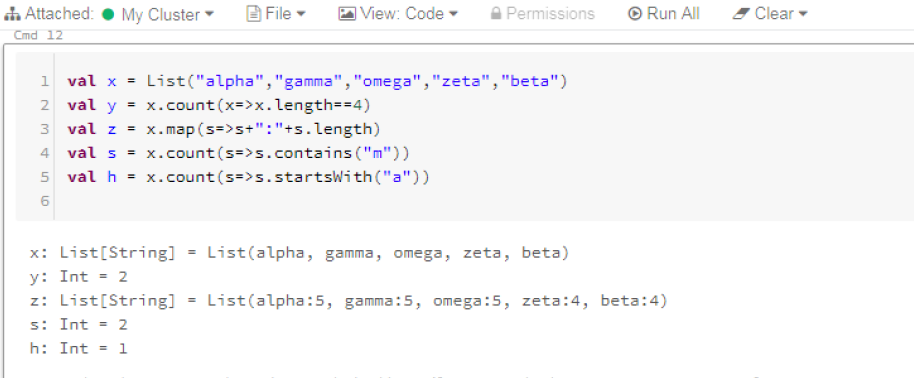 Attached: My Cluster File View: Code Permissions Run All Clear
Cmd 12
1 val x = List("alpha","gamma","omega","zeta","beta")
2 val y = x.count(x=>x.length==4)
3 val z = x.map(s=>s+":"+s.length)
4 val s = x.count(s=>s.contains("m"))
5 val h = x.count(s=>s.startsWith("a"))
6
x: List[String] = List(alpha, gamma, omega, zeta, beta)
y: Int = 2
z: List[String] = List(alpha:5, gamma:5, omega:5, zeta:4, beta:4)
s: Int = 2
h: Int = 1